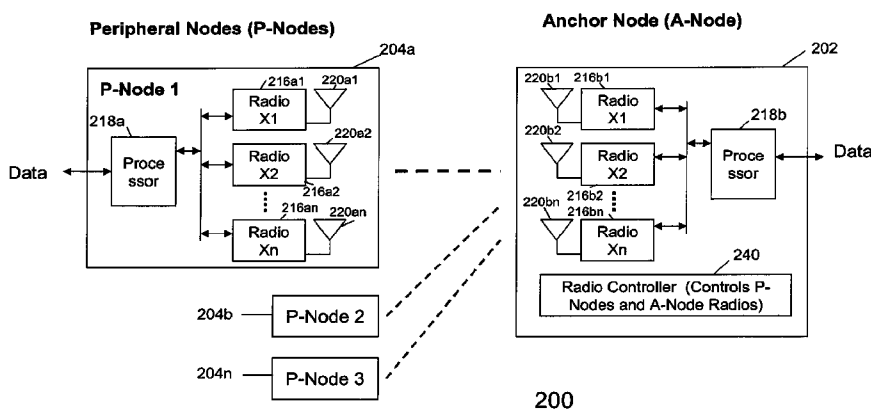 Peripheral Nodes (P-Nodes)
Anchor Node (A-Node)
204a
202
P-Node 1
216a1
220a1
Radio
X1
218a
Proce
ssor
Data
220a2
Radio
X2
216a2
216an
220an
Radio
Xn
220b1
216b1
Radio
X1
220b2
Radio
X2
216b2
220bn
216bn
Radio
Xn
218b
Proce
ssor
Data
240
Radio Controller (Controls P-
Nodes and A-Node Radios)
204b
P-Node 2
204n
P-Node 3
200